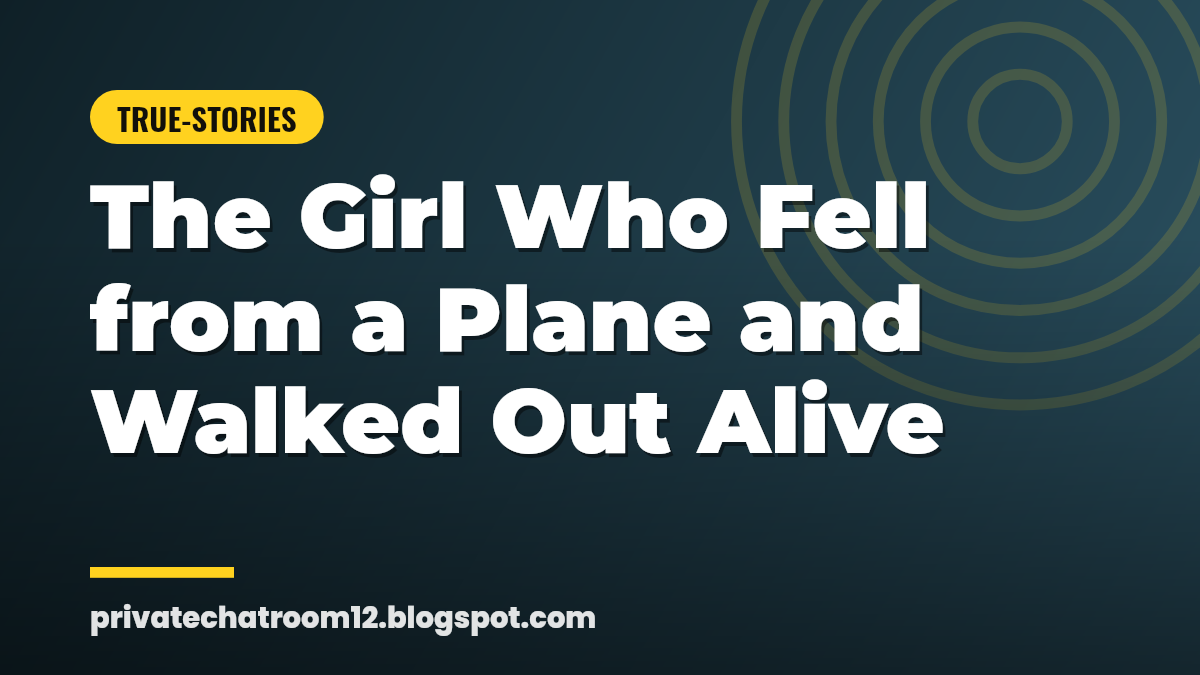 TRUE-STORIES
The Girl Who Fell
from a Plane and
Walked Out Alive
privatechatroom12.blogspot.com